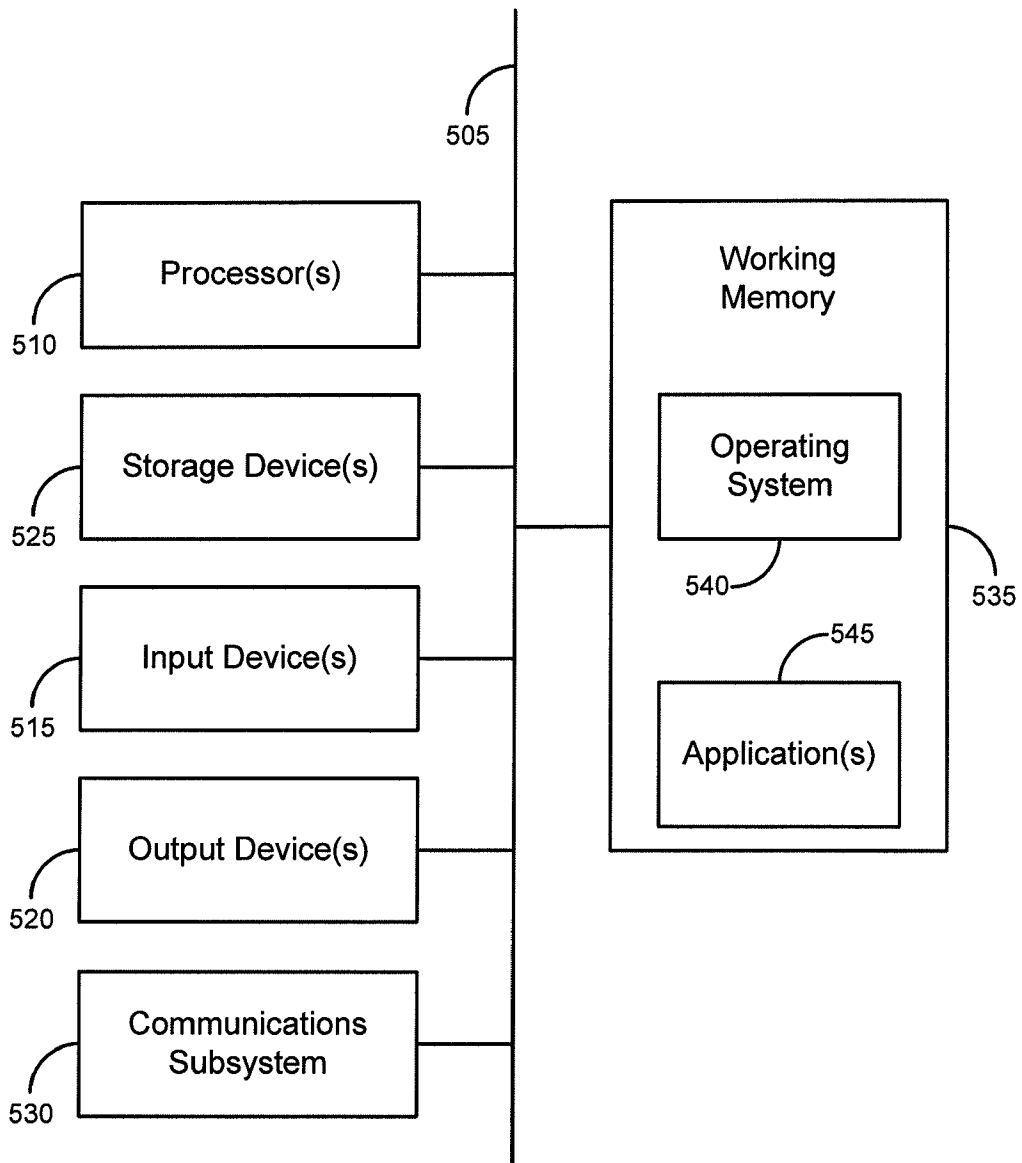 505
Processor(s)
510
Storage Device(s)
525
Input Device(s)
515
Output Device(s)
520
Communications
Subsystem
530
Working
Memory
Operating
System
540
535
545
Application(s)